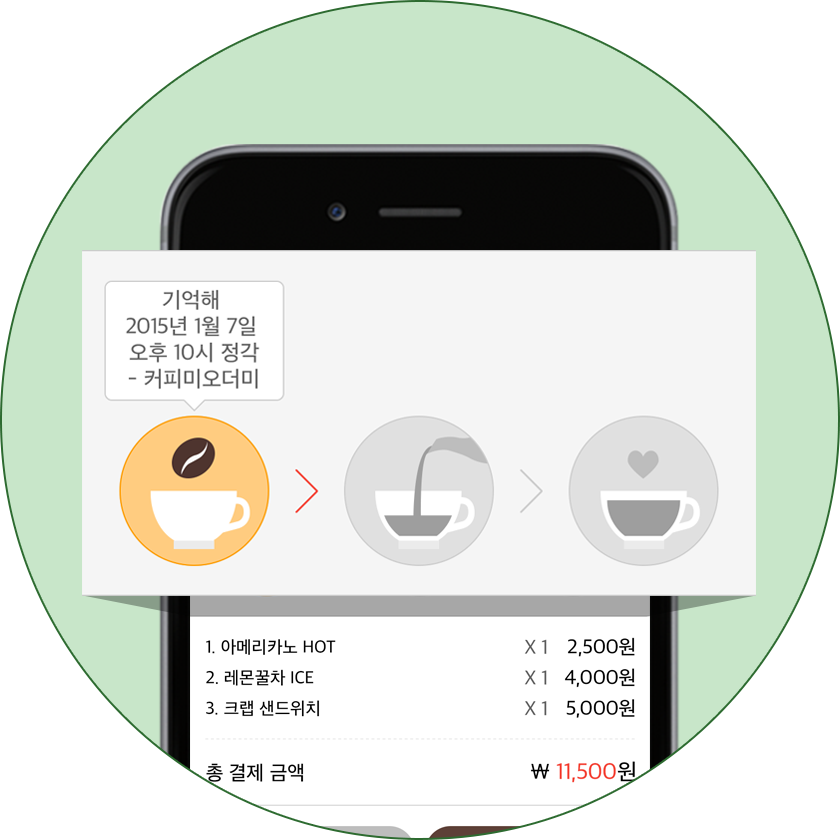 기억해
2015년 1월 7일
오후 10시 정각
- 커피미오더미
1. 아메리카노 HOT X 1 2,500원
2. 레몬꿀차 ICE X 1 4,000원
3. 크랩 샌드위치 X 1 5,000원
총 결제 금액 ₩ 11,500원